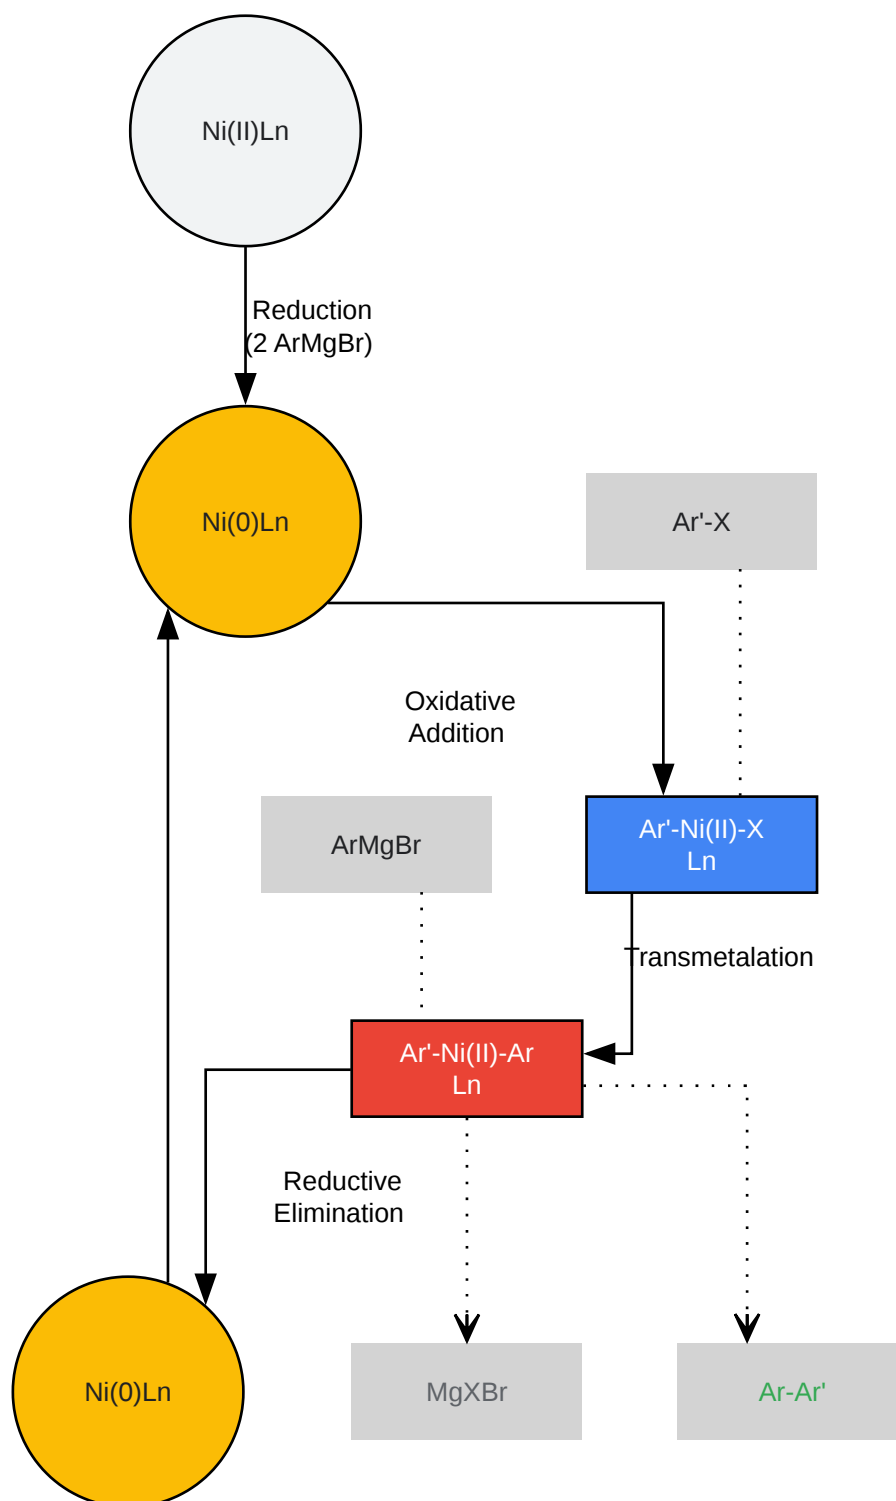 Ni(II)Ln
Reduction
(2 ArMgBr)
Ni(0)Ln
Ar'-X
Oxidative
Addition
ArMgBr
Ar'-Ni(II)-X
Ln
Transmetalation
Ar'-Ni(II)-Ar
Ln
Reductive
Elimination
Ni(0)Ln
MgXBr
Ar-Ar'